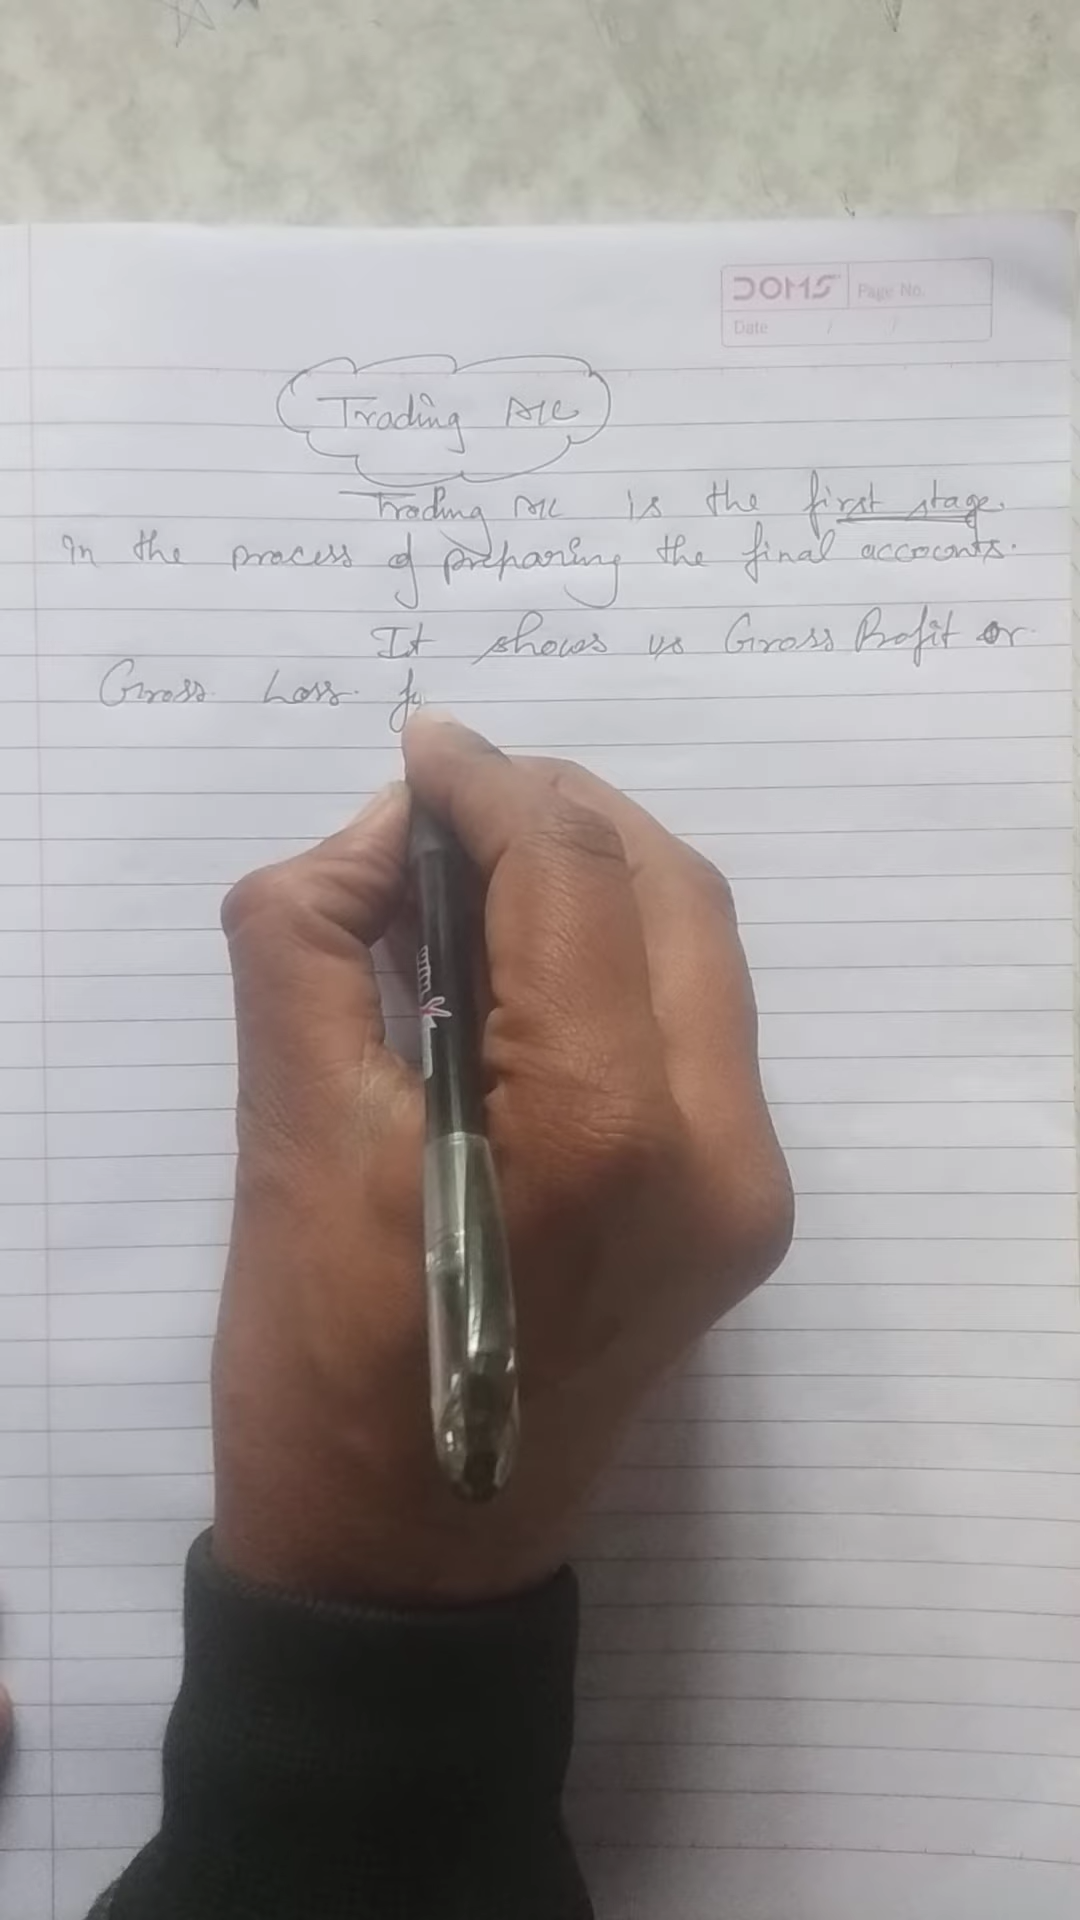 DOMS Page No.
Date / /
Trading A/c
Trading A/c is the first stage.
In the process of preparing the final accounts.
It shows us Gross Profit or
Gross Loss.